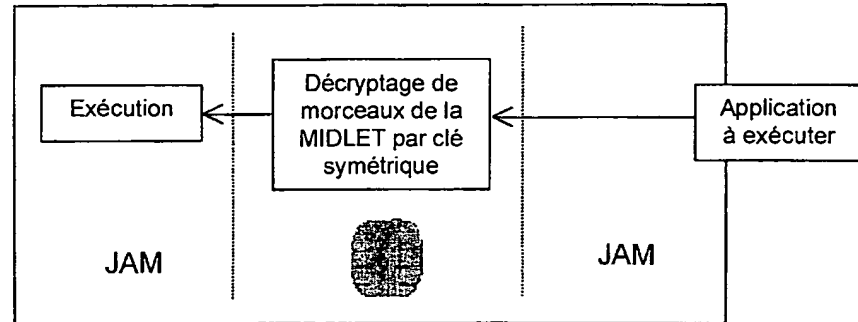 Exécution
Décryptage de
morceaux de la
MIDLET par clé
symétrique
Application
à exécuter
JAM
JAM